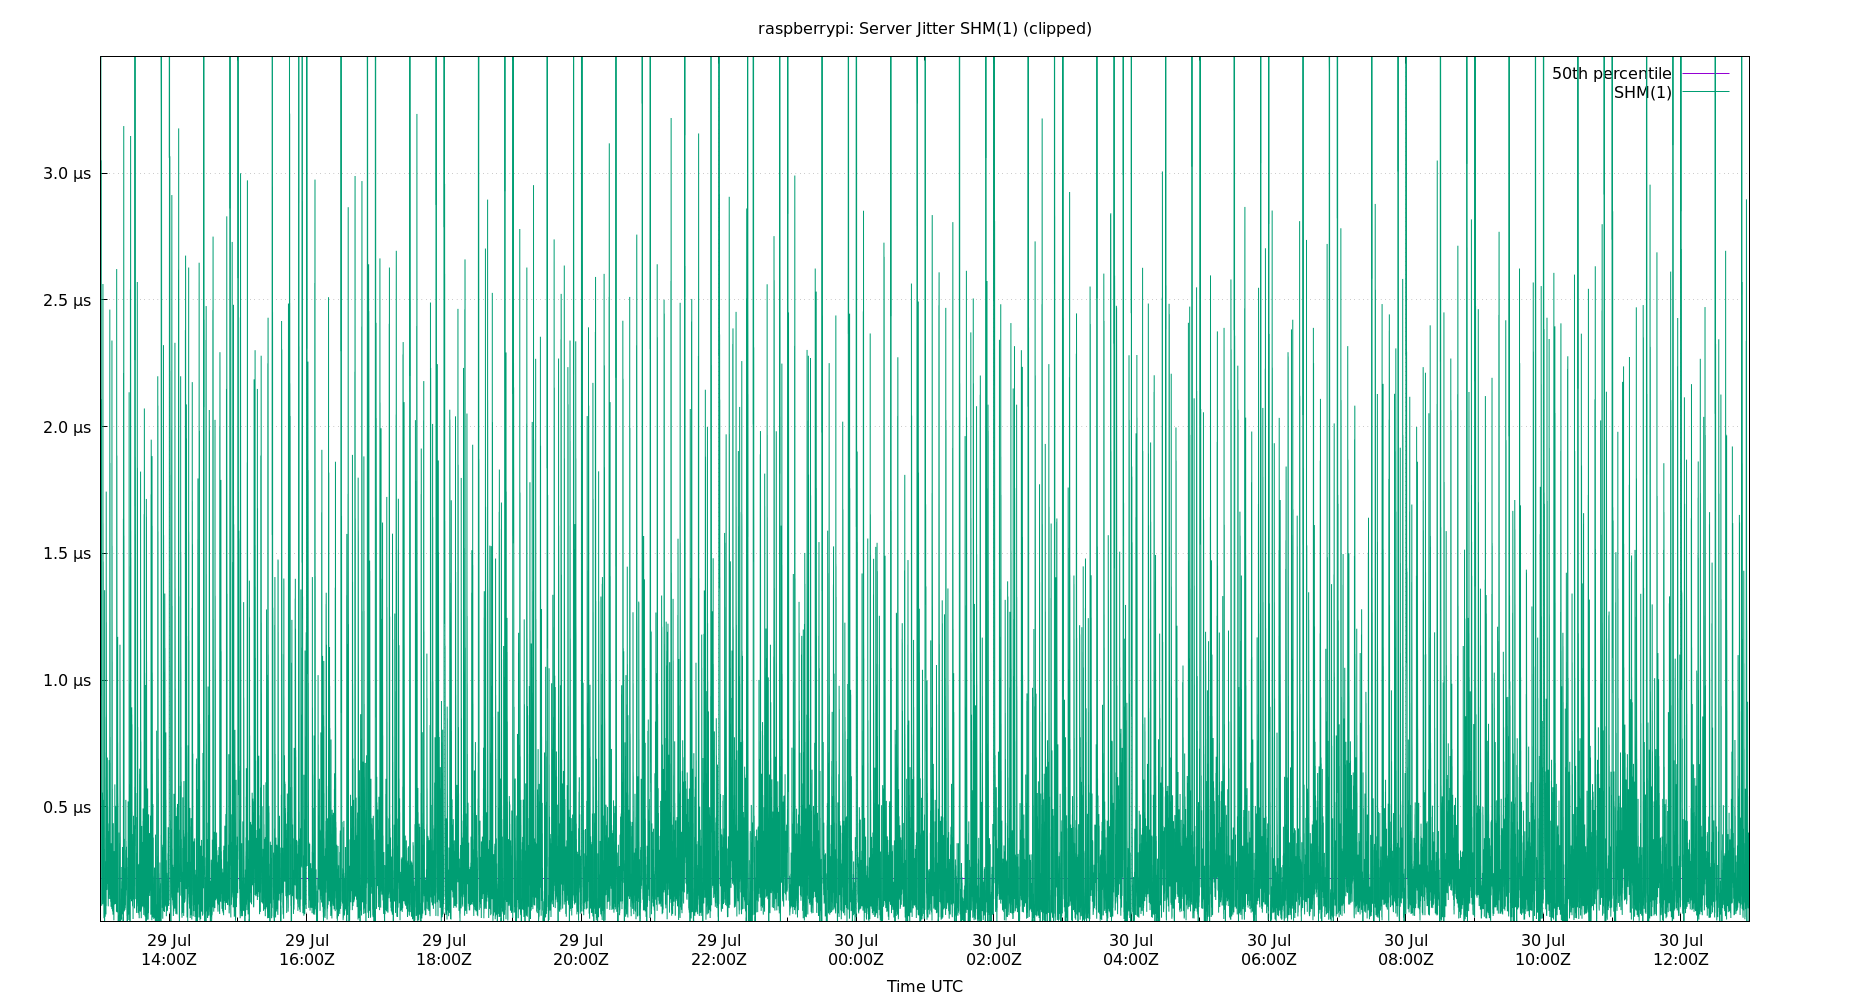 raspberrypi: Server Jitter SHM(1) (clipped)
50th percentile
SHM(1)
3.0 µs
2.5 µs
2.0 µs
1.5 µs
1.0 µs
0.5 µs
29 Jul 29 Jul 29 Jul 29 Jul 29 Jul 30 Jul 30 Jul 30 Jul 30 Jul 30 Jul 30 Jul 30 Jul
14:00Z 16:00Z 18:00Z 20:00Z 22:00Z 00:00Z 02:00Z 04:00Z 06:00Z 08:00Z 10:00Z 12:00Z
Time UTC